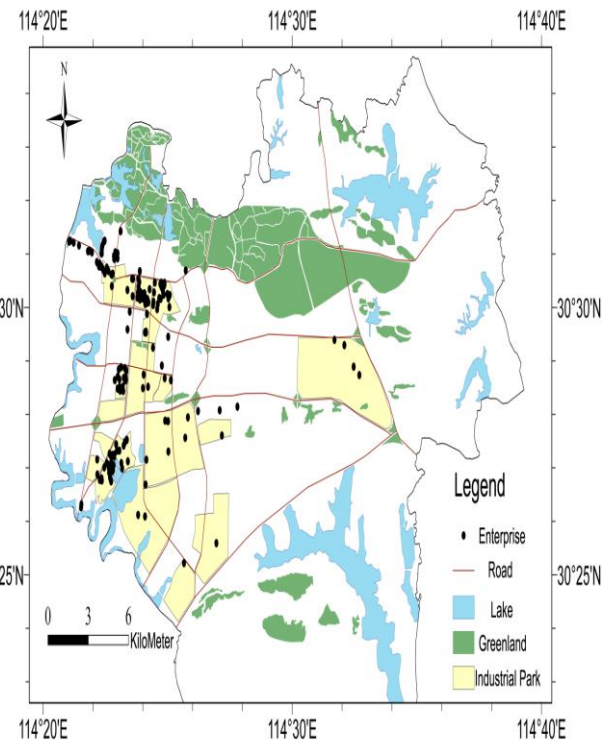 114°20'E 114°30'E 114°40'E
N
30'N 30°30'N
Legend
Enterprise
Road
25'N 30°25'N
Lake
0 3 6
KiloMeter
Greenland
Industrial Park
114°20'E 114°30'E 114°40'E